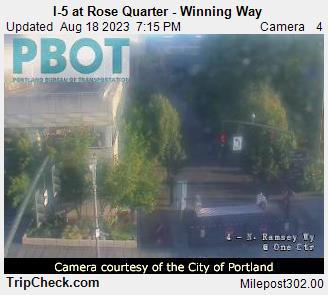 I-5 at Rose Quarter - Winning Way
Updated Aug 18 2023 7:15 PM Camera 4
PBOT
PORTLAND BUREAU OF TRANSPORTATION
4 - N. Ramsey Wy
@ One Ctr
Camera courtesy of the City of Portland
TripCheck.com Milepost302.00